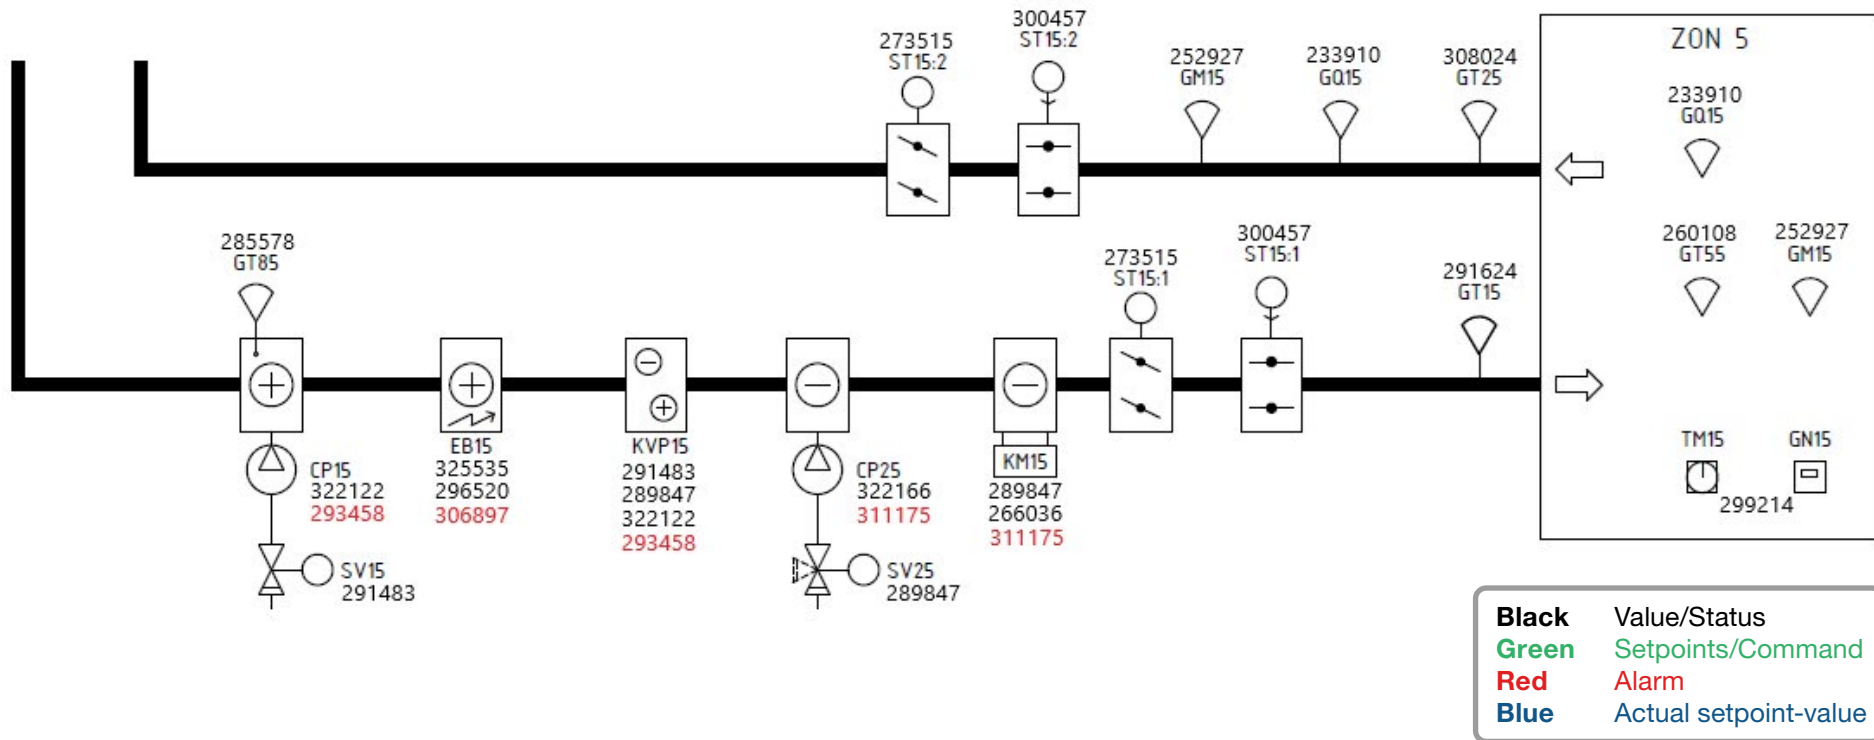 300457
ST15:2
273515
ST15:2
252927
GM15
233910
GQ15
308024
GT25
ZON 5
233910
GQ15
285578
GT85
273515
ST15:1
300457
ST15:1
291624
GT15
260108
GT55
252927
GM15
CP15
322122
293458
EB15
325535
296520
306897
KVP15
291483
289847
322122
293458
CP25
322166
311175
KM15
289847
266036
311175
TM15
GN15
299214
SV15
291483
SV25
289847
Black Value/Status
Green Setpoints/Command
Red Alarm
Blue Actual setpoint-value